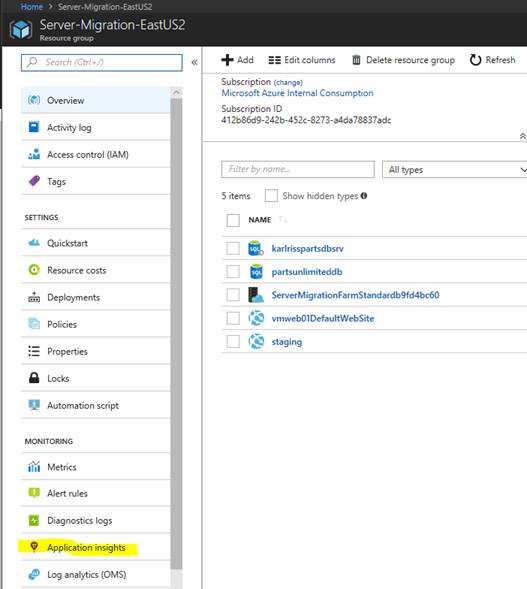 Home > Server-Migration-EastUS2
Server-Migration-EastUS2
Resource group
Search (Ctrl+/)
Overview
Activity log
Access control (IAM)
Tags
SETTINGS
Quickstart
Resource costs
Deployments
Policies
Properties
Locks
Automation script
MONITORING
Metrics
Alert rules
Diagnostics logs
Application insights
Log analytics (OMS)
Add Edit columns Delete resource group Refresh
Subscription (change)
Microsoft Azure Internal Consumption
Subscription ID
412b86d9-242b-452c-8273-a4da78837adc
Filter by name... All types
5 items Show hidden types
NAME
karlrisspartsdbsrv
partsunlimiteddb
ServerMigrationFarmStandardb9fd4bc60
vmweb01DefaultWebSite
staging